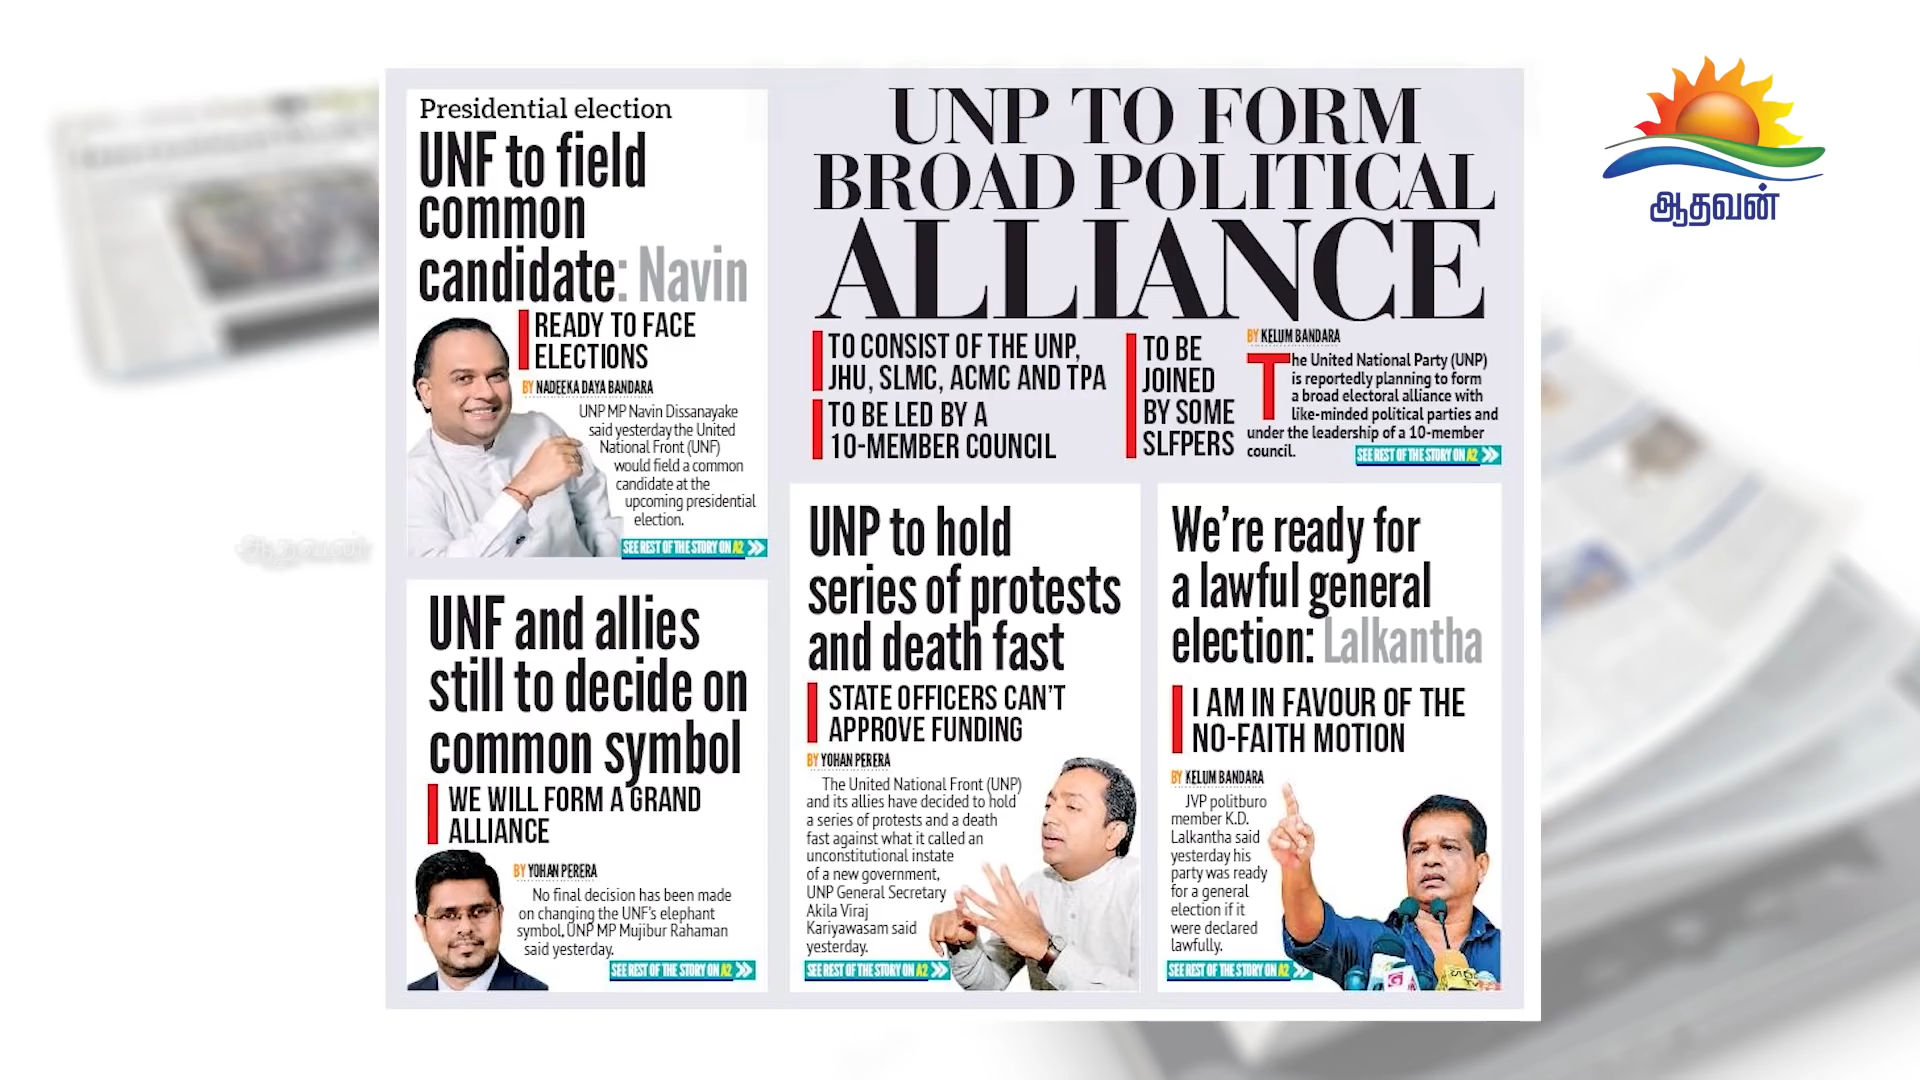 Presidential election
UNF to field
common
candidate: Navin
READY TO FACE
ELECTIONS
BY NADEEKA DAYA BANDARA
UNP MP Navin Dissanayake
said yesterday the United
National Front (UNF)
would field a common
candidate at the
upcoming presidential
election.
SEE REST OF THE STORY ON A2
UNP TO FORM
BROAD POLITICAL
ALLIANCE
TO CONSIST OF THE UNP,
JHU, SLMC, ACMC AND TPA
TO BE LED BY A
10-MEMBER COUNCIL
TO BE
JOINED
BY SOME
SLFPERS
BY KELUM BANDARA
The United National Party (UNP)
is reportedly planning to form
a broad electoral alliance with
like-minded political parties and
under the leadership of a 10-member
council.
SEE REST OF THE STORY ON A2
UNF and allies
still to decide on
common symbol
WE WILL FORM A GRAND
ALLIANCE
BY YOHAN PERERA
No final decision has been made
on changing the UNF's elephant
symbol, UNP MP Mujibur Rahaman
said yesterday.
SEE REST OF THE STORY ON A2
UNP to hold
series of protests
and death fast
STATE OFFICERS CAN'T
APPROVE FUNDING
BY YOHAN PERERA
The United National Front (UNP)
and its allies have decided to hold
a series of protests and a death
fast against what it called an
unconstitutional instate
of a new government,
UNP General Secretary
Akila Viraj
Kariyawasam said
yesterday.
SEE REST OF THE STORY ON A2
We're ready for
a lawful general
election: Lalkantha
I AM IN FAVOUR OF THE
NO-FAITH MOTION
BY KELUM BANDARA
JVP politburo
member K.D.
Lalkantha said
yesterday his
party was ready
for a general
election if it
were declared
lawfully.
SEE REST OF THE STORY ON A2
ஆதவன்
ஆதவன்